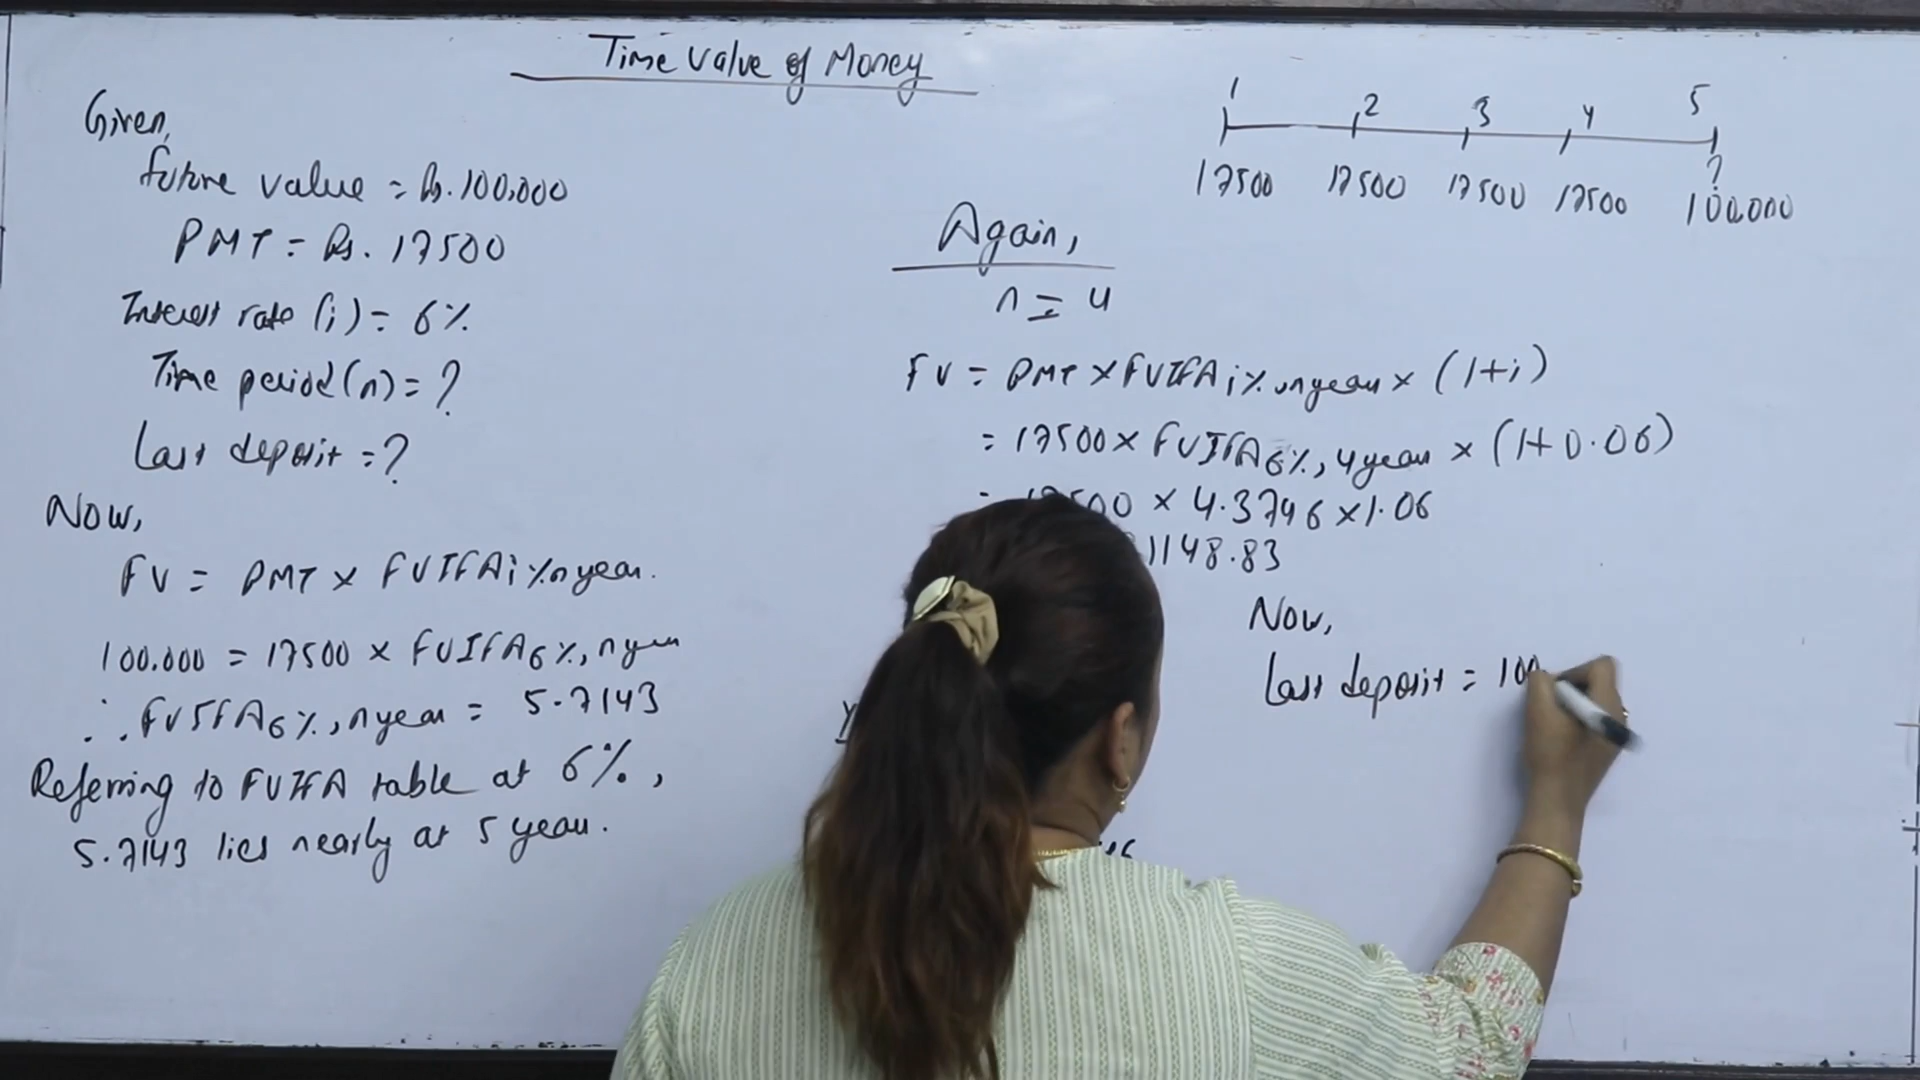 Time Value of Money
Given,
future value = Rs. 100,000
PMT = Rs. 17500
Interest rate (i) = 6%
Time period (n) = ?
Last deposit = ?
Now,
FV = PMT × FVIFA i% n year.
100.000 = 17500 × FVIFA 6%, n year
∴ FVIFA 6%, n year = 5.7143
Referring to FVIFA table at 6%,
5.7143 lies nearly at 5 year.
1 2 3 4 5
?
17500 17500 17500 17500 100,000
Again,
n = 4
FV = PMT × FVIFA i%, n year × (1+i)
= 17500 × FVIFA 6%, 4 year × (1+0.06)
= 17500 × 4.3746 × 1.06
1148.83
Now,
Last deposit = 100